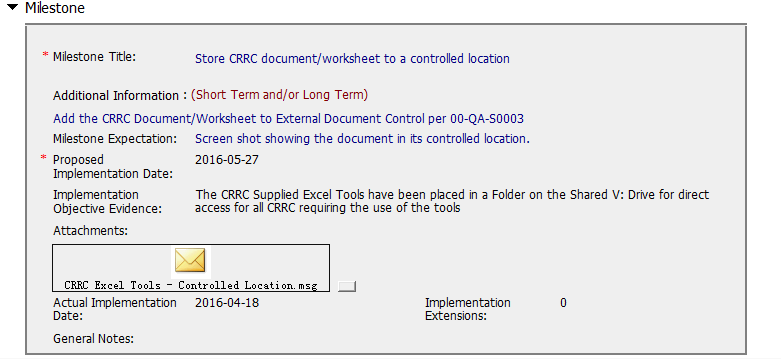 Milestone
* Milestone Title: Store CRRC document/worksheet to a controlled location
Additional Information : (Short Term and/or Long Term)
Add the CRRC Document/Worksheet to External Document Control per 00-QA-S0003
Milestone Expectation: Screen shot showing the document in its controlled location.
* Proposed 2016-05-27
Implementation Date:
Implementation The CRRC Supplied Excel Tools have been placed in a Folder on the Shared V: Drive for direct
Objective Evidence: access for all CRRC requiring the use of the tools
Attachments:
CRRC Excel Tools - Controlled Location.msg
Actual Implementation 2016-04-18 Implementation 0
Date: Extensions:
General Notes: